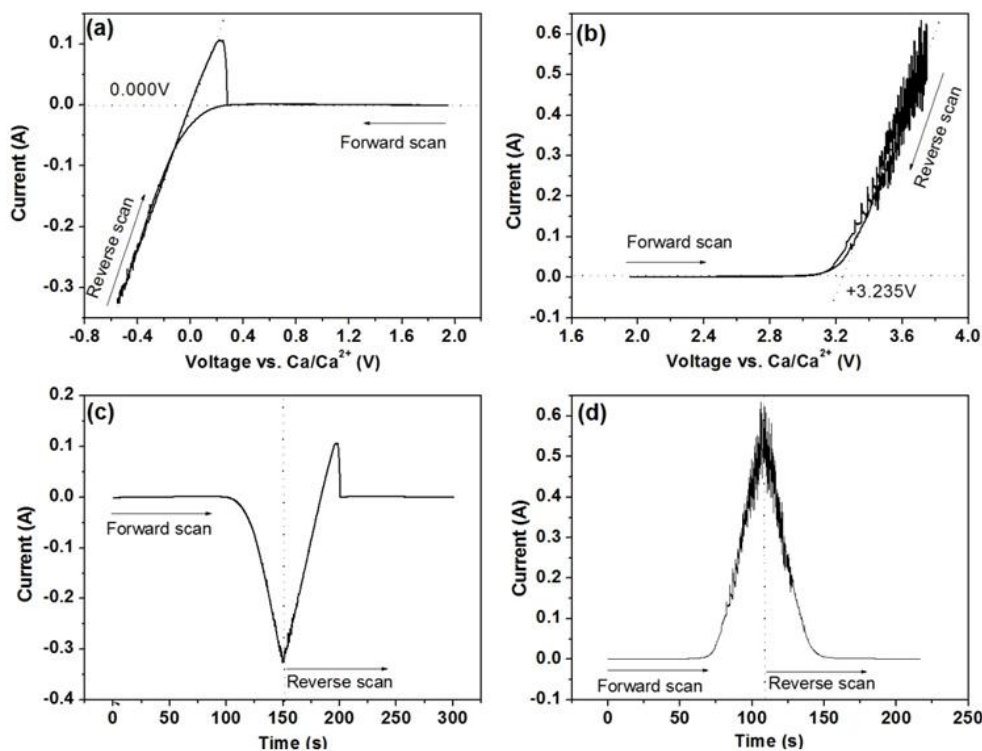 (a)
0.1
0.0
-0.1
-0.2
-0.3
Current (A)
0.000V
Forward scan
Reverse scan
-0.8 -0.4 0.0 0.4 0.8 1.2 1.6 2.0
Voltage vs. Ca/Ca²⁺ (V)
(b)
0.6
0.5
0.4
0.3
0.2
0.1
0.0
-0.1
Current (A)
Forward scan
Reverse scan
+3.235V
1.6 2.0 2.4 2.8 3.2 3.6 4.0
Voltage vs. Ca/Ca²⁺ (V)
(c)
0.2
0.1
0.0
-0.1
-0.2
-0.3
-0.4
Current (A)
Forward scan
Reverse scan
0 50 100 150 200 250 300
Time (s)
(d)
0.6
0.5
0.4
0.3
0.2
0.1
0.0
-0.1
Current (A)
Forward scan
Reverse scan
0 50 100 150 200 250
Time (s)